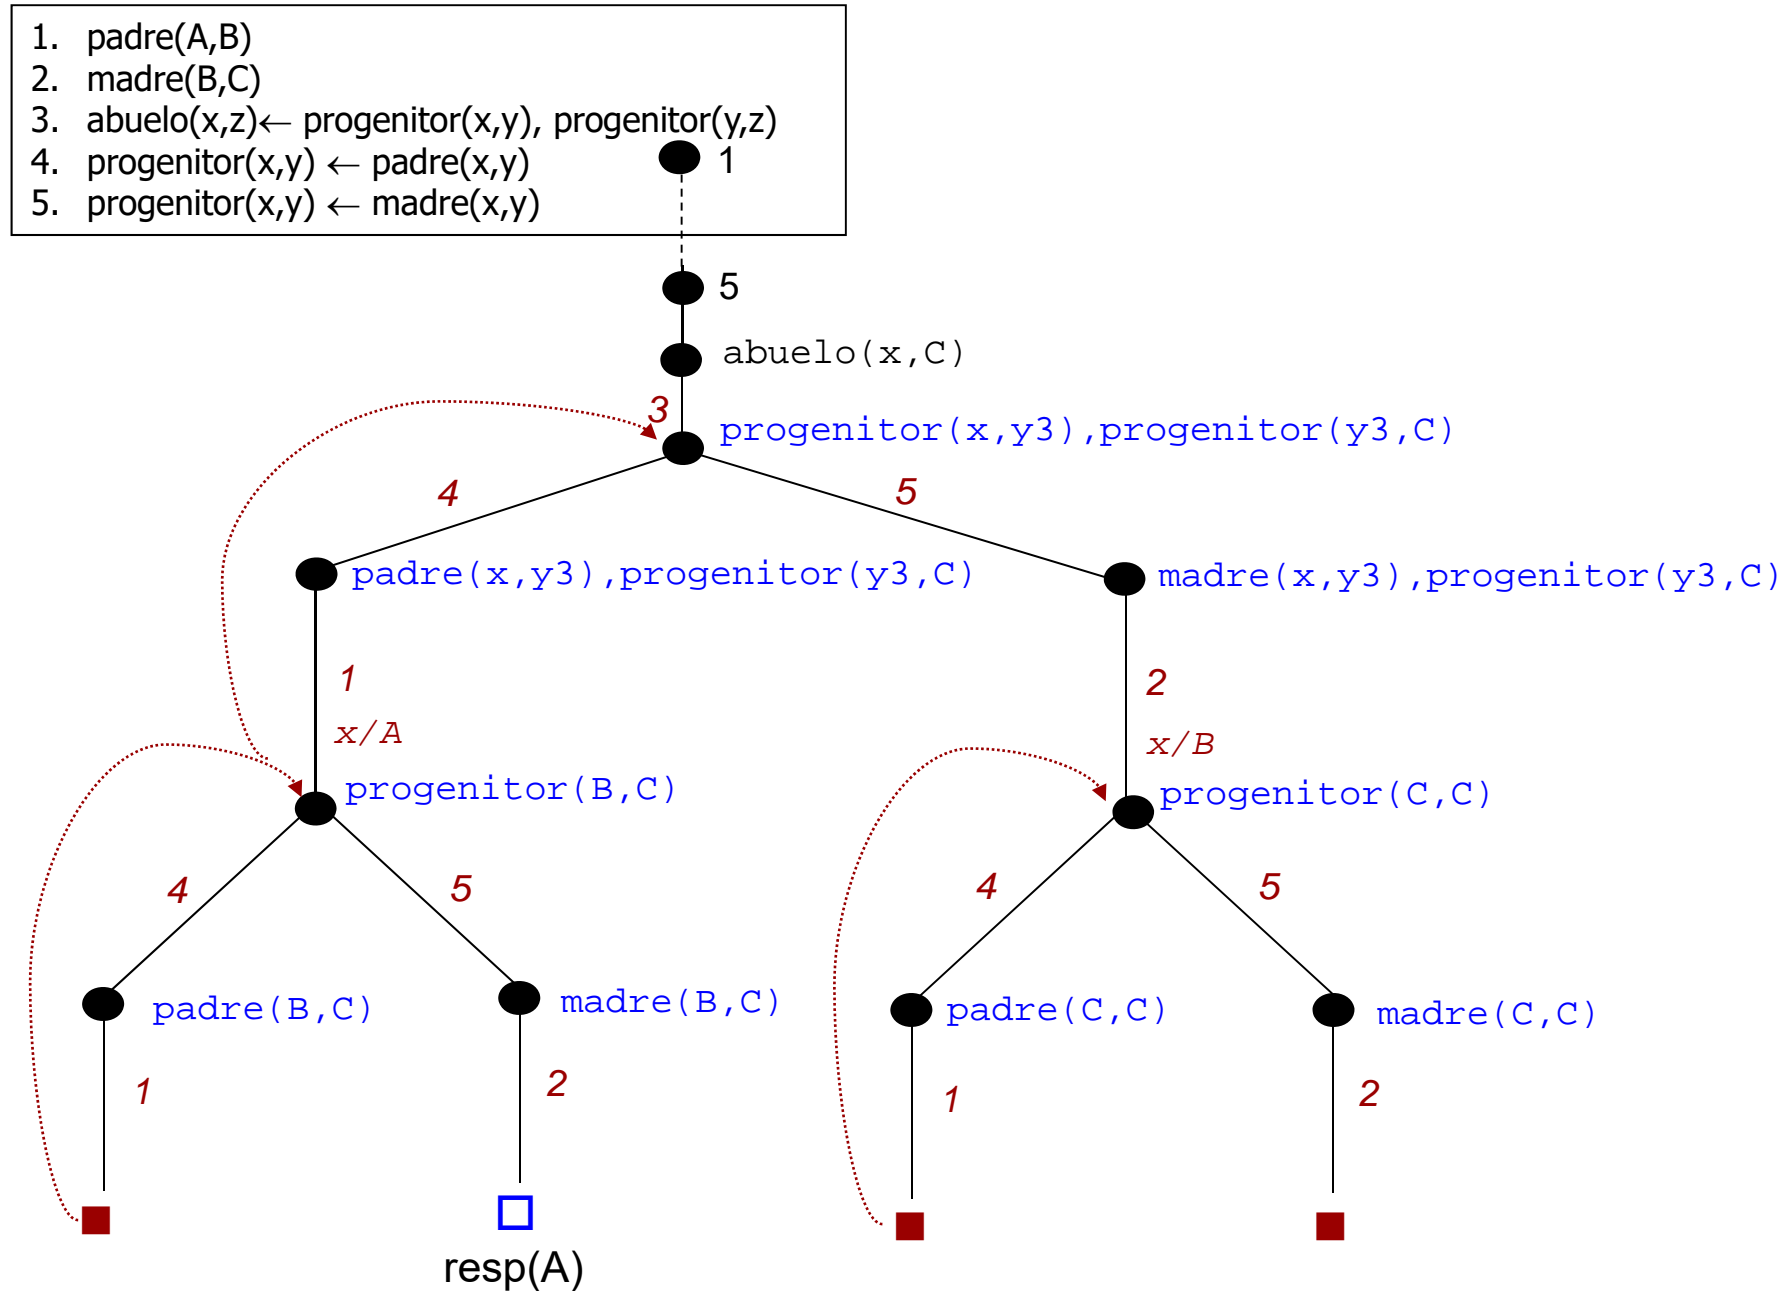 1. padre(A,B)
2. madre(B,C)
3. abuelo(x,z)← progenitor(x,y), progenitor(y,z)
4. progenitor(x,y) ← padre(x,y)
1
5. progenitor(x,y) ← madre(x,y)
5
abuelo(x,C)
3
progenitor(x,y3),progenitor(y3,C)
4
5
padre(x,y3),progenitor(y3,C)
madre(x,y3),progenitor(y3,C)
1
2
x/A
x/B
progenitor(B,C)
progenitor(C,C)
4
5
4
5
padre(B,C)
madre(B,C)
padre(C,C)
madre(C,C)
1
2
1
2
resp(A)